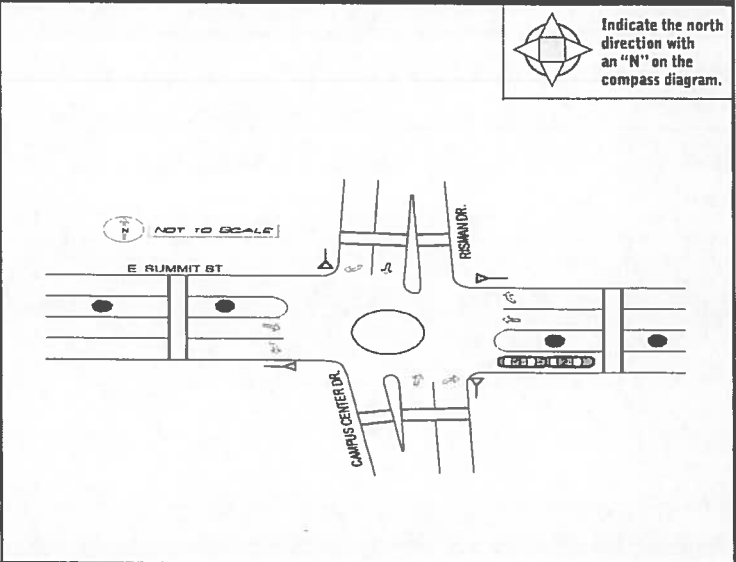 Indicate the north
direction with
an "N" on the
compass diagram.
N
NOT TO SCALE
E SUMMIT ST
RISMAN DR.
CAMPUS CENTER DR.